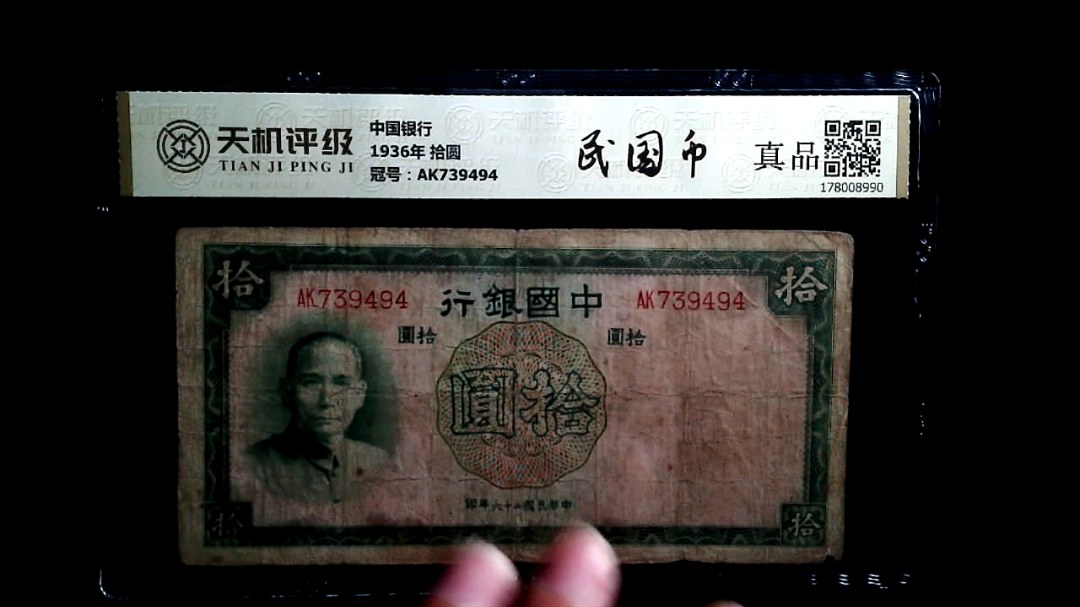 天机评级
TIAN JI PING JI
中国银行
1936年 拾圆
冠号：AK739494
民国币
真品
178008990
拾
拾
AK739494
行銀國中
AK739494
圓拾
圓拾
圓拾
印年六十二國民華中
拾
拾